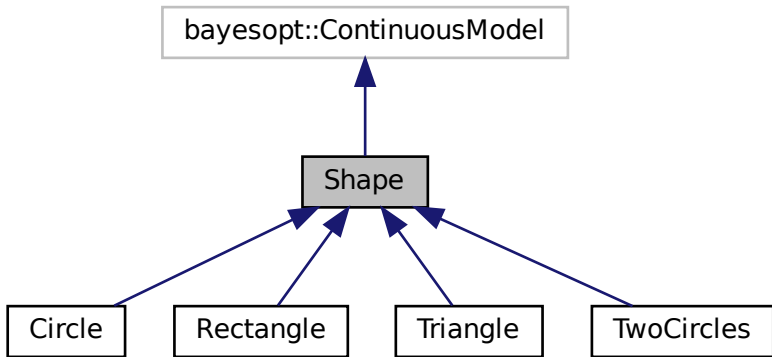 bayesopt::ContinuousModel
Shape
Circle
Rectangle
Triangle
TwoCircles